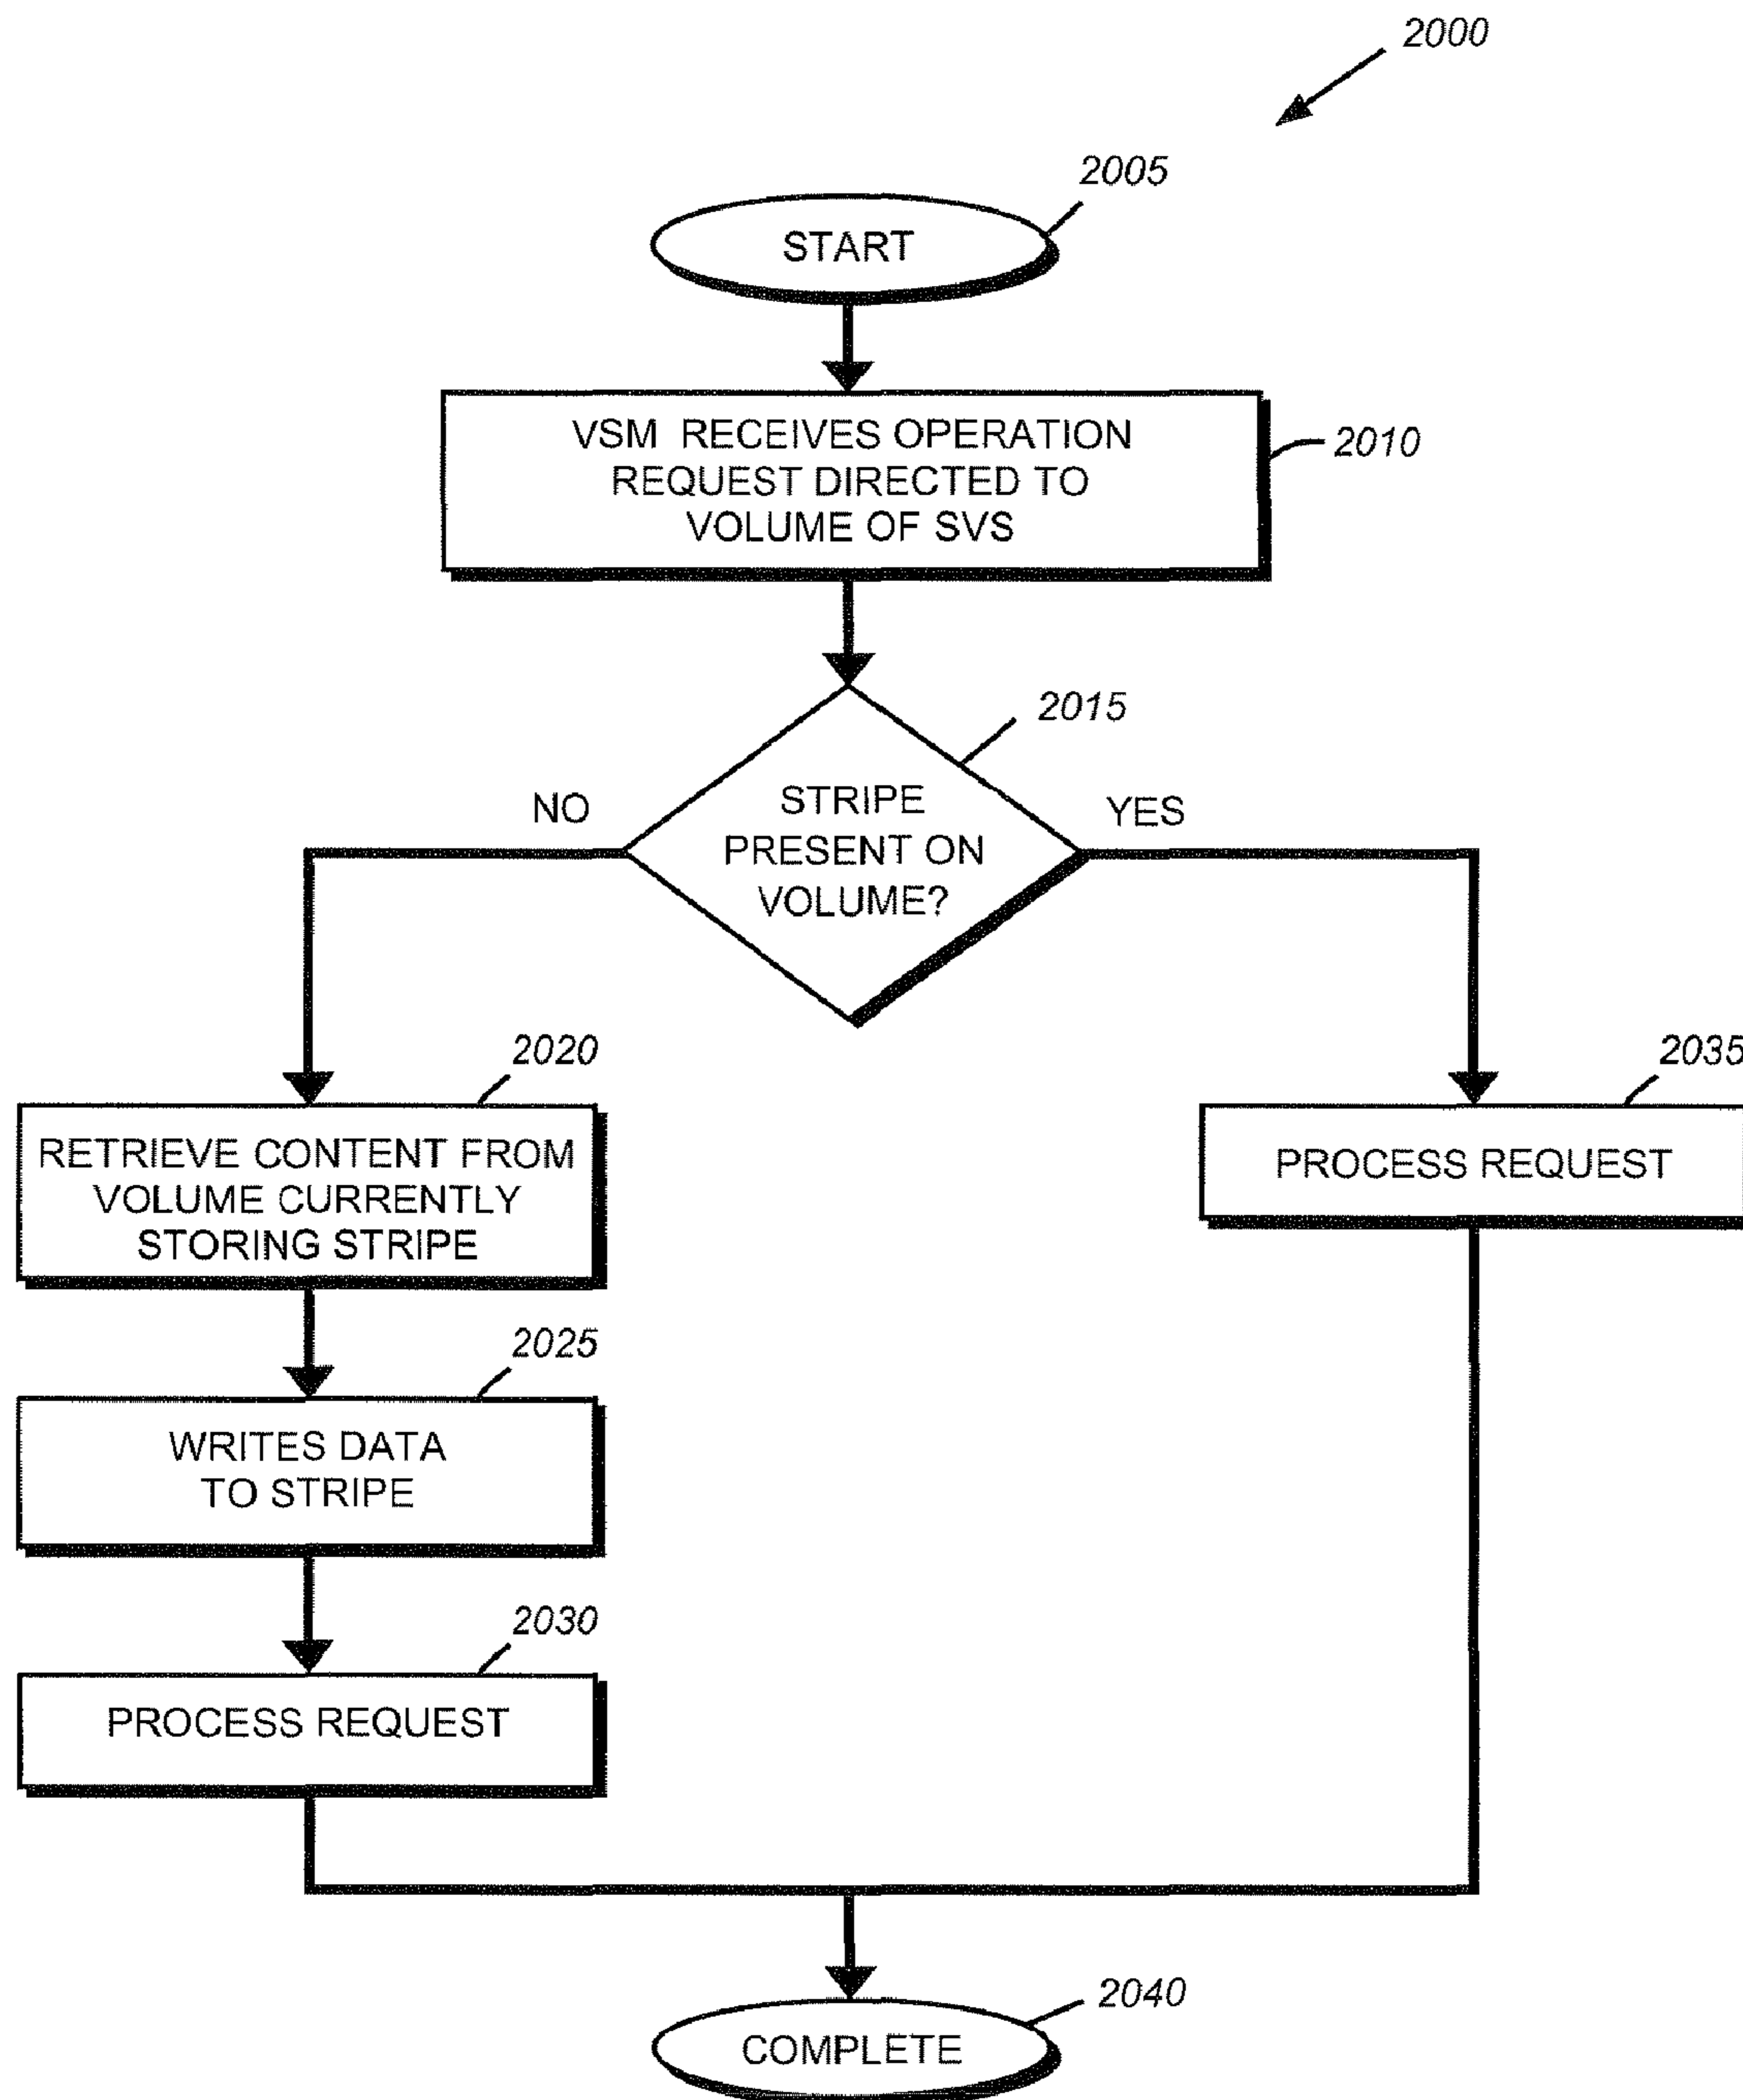 2000
2005
START
VSM RECEIVES OPERATION
REQUEST DIRECTED TO
VOLUME OF SVS
2010
2015
STRIPE
PRESENT ON
VOLUME?
NO
YES
2020
RETRIEVE CONTENT FROM
VOLUME CURRENTLY
STORING STRIPE
2035
PROCESS REQUEST
2025
WRITES DATA
TO STRIPE
2030
PROCESS REQUEST
2040
COMPLETE